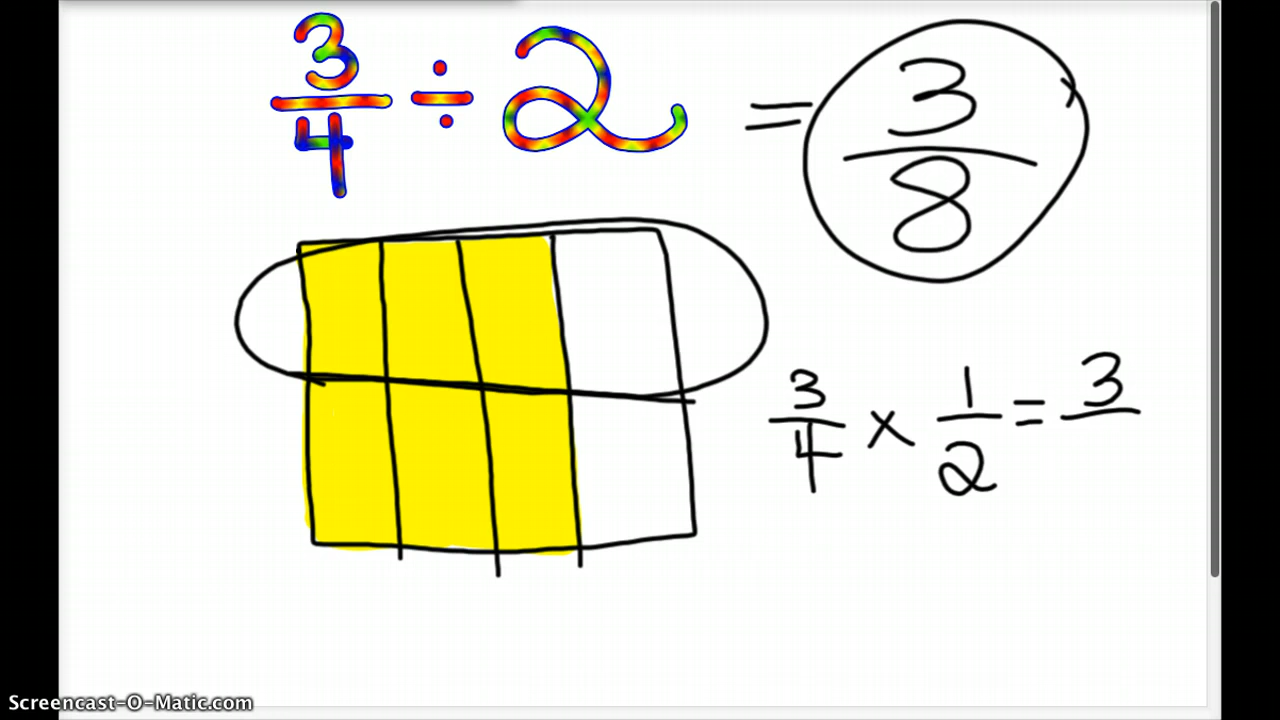 3/4 ÷ 2 = 3/8
3/4 x 1/2 = 3/
Screencast-O-Matic.com